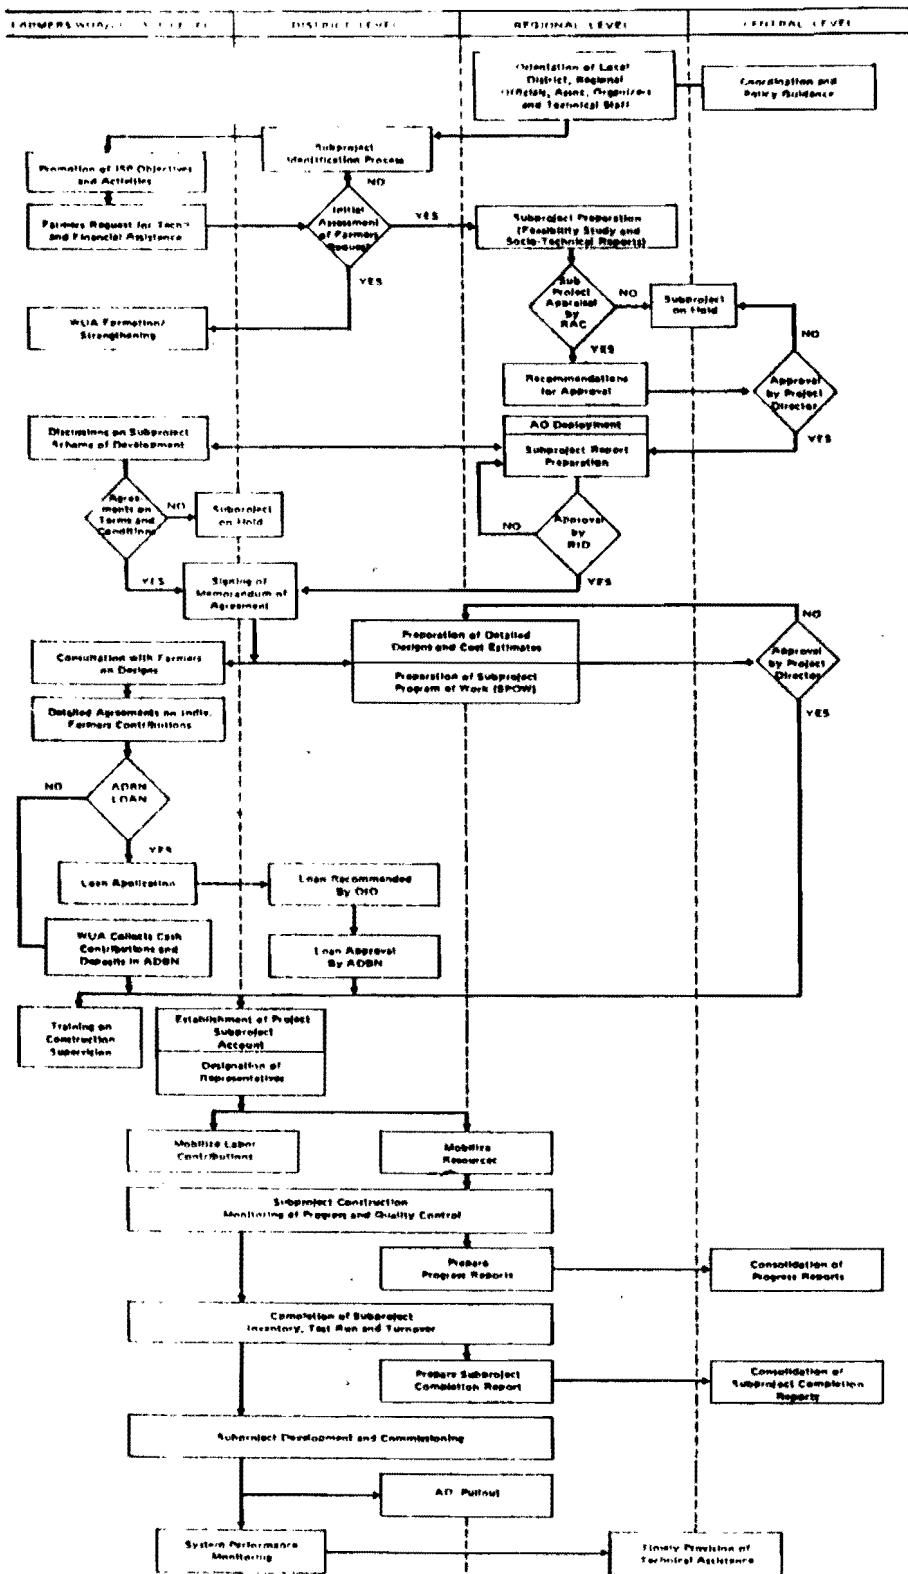 DISTRICT LEVEL
REGIONAL LEVEL
CENTRAL LEVEL
Orientation of Local
District, Regional
Officials, Assoc. Organizers
and Technical Staff
Coordination and
Policy Guidance
Subproject
Identification Process
Promotion of ISP Objectives
and Activities
NO
Farmers Request for Tech.
and Financial Assistance
Initial
Assessment
of Farmers
Request
YES
Subproject Preparation
(Feasibility Study and
Socio-Technical Reports)
YES
WUA Formation/
Strengthening
Sub
Project
Appraisal
by
RAC
NO
Subproject
on Hold
NO
YES
Recommendations
for Approval
Approval
by Project
Director
YES
Discussions on Subproject
Scheme of Development
AO Deployment
Subproject Report
Preparation
Agree-
ments on
Terms and
Conditions
NO
Subproject
on Hold
NO
Approval
by
RID
YES
Signing of
Memorandum of
Agreement
YES
NO
Consultation with Farmers
on Designs
Preparation of Detailed
Designs and Cost Estimates
Preparation of Subproject
Program of Work (SPOW)
Approval
by Project
Director
YES
Detailed Agreements on Indiv.
Farmers Contributions
NO
ADBN
LOAN
YES
Loan Application
Loan Recommended
By DIO
WUA Collects Cash
Contributions and
Deposits in ADBN
Loan Approval
By ADBN
Training on
Construction
Supervision
Establishment of Project
Subproject
Account
Designation of
Representatives
Mobilize Labor
Contributions
Mobilize
Resources
Subproject Construction
Monitoring of Progress and Quality Control
Prepare
Progress Reports
Consolidation of
Progress Reports
Completion of Subproject
Inventory, Test Run and Turnover
Prepare Subproject
Completion Report
Consolidation of
Subproject Completion
Reports
Subproject Development and Commissioning
AO Pullout
System Performance
Monitoring
Timely Provision of
Technical Assistance